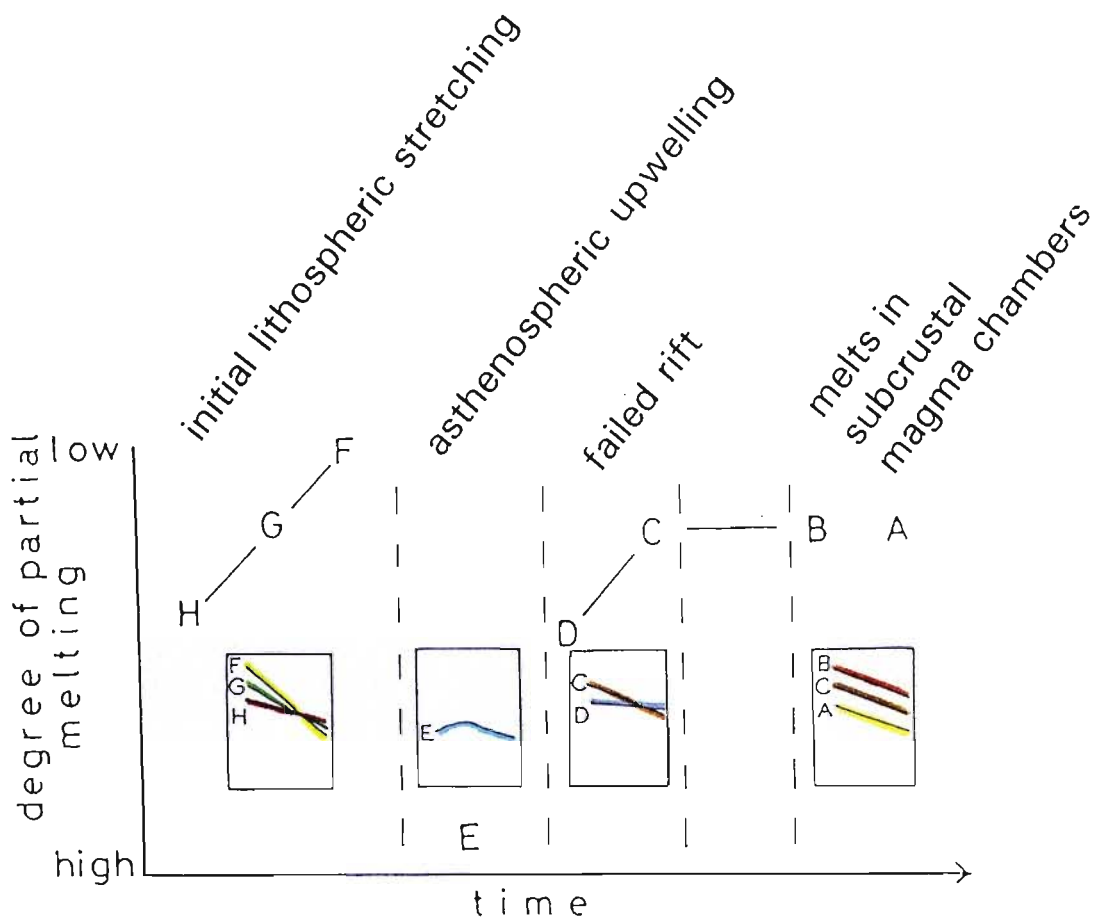 initial lithospheric stretching
asthenospheric upwelling
failed rift
melts in
subcrustal
magma chambers
degree of partial
melting
low
high
F
G
H
E
C
D
B
A
F
G
H
E
C
D
B
C
A
time